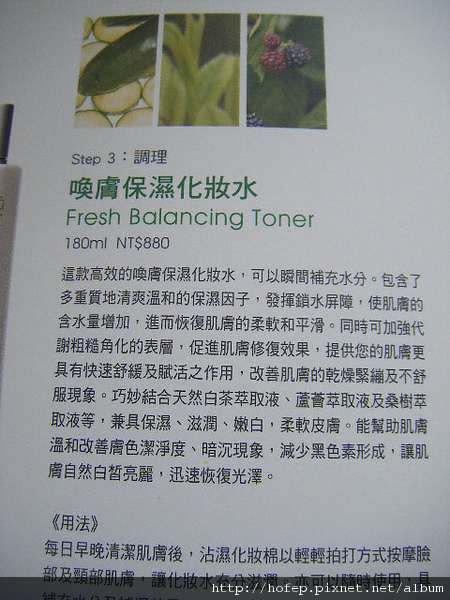 Step 3：調理
喚膚保濕化妝水
Fresh Balancing Toner
180ml NT$880
這款高效的喚膚保濕化妝水，可以瞬間補充水分。包含了
多重質地清爽溫和的保濕因子，發揮鎖水屏障，使肌膚的
含水量增加，進而恢復肌膚的柔軟和平滑。同時可加強代
謝粗糙角化的表層，促進肌膚修復效果，提供您的肌膚更
具有快速舒緩及賦活之作用，改善肌膚的乾燥緊繃及不舒
服現象。巧妙結合天然白茶萃取液、蘆薈萃取液及桑樹萃
取液等，兼具保濕、滋潤、嫩白，柔軟皮膚。能幫助肌膚
溫和改善膚色潔淨度、暗沉現象，減少黑色素形成，讓肌
膚自然白皙亮麗，迅速恢復光澤。
《用法》
每日早晚清潔肌膚後，沾濕化妝棉以輕輕拍打方式按摩臉
部及頸部肌膚，讓化妝水充分滋潤。亦可以隨時使用，具
http://hofep.pixnet.net/album